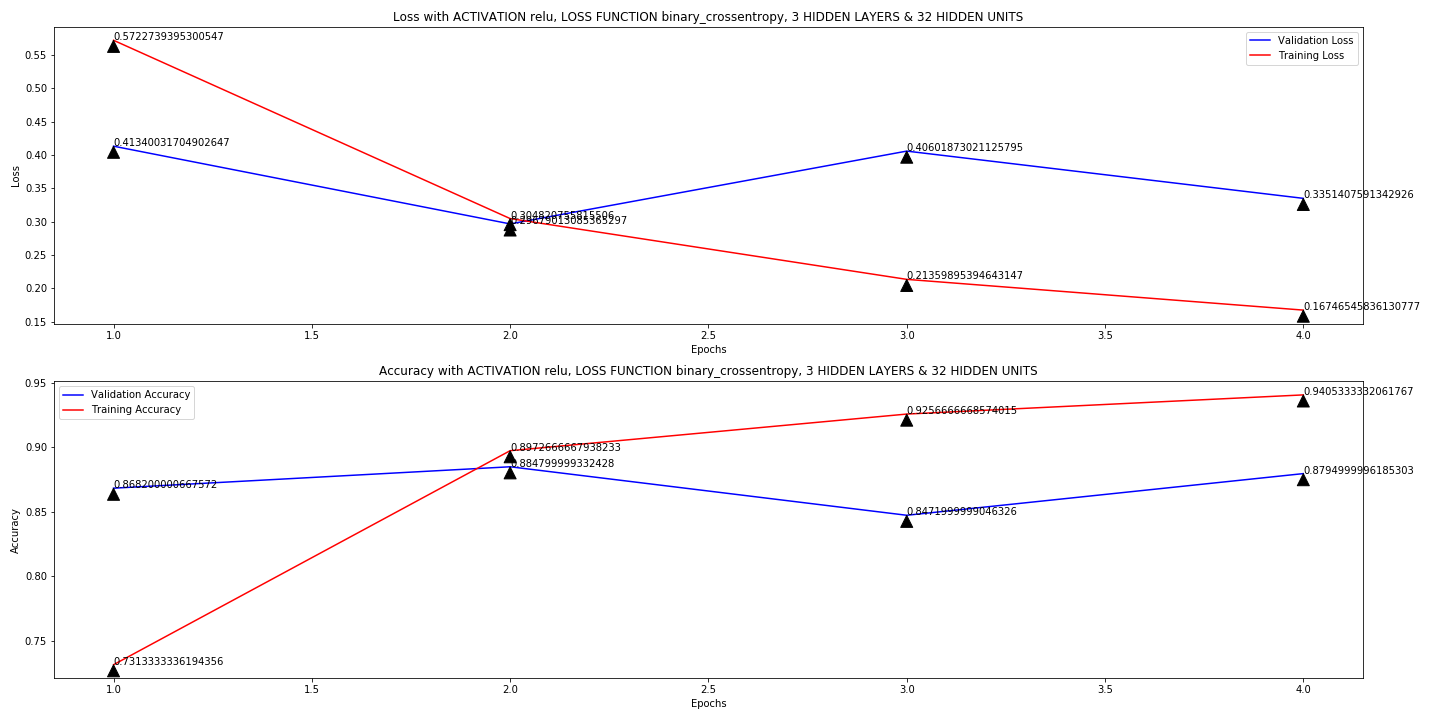 Loss with ACTIVATION relu, LOSS FUNCTION binary_crossentropy, 3 HIDDEN LAYERS & 32 HIDDEN UNITS
0.5722739395300547
0.41340031704902647
0.304820755815506
0.29679013085365297
0.40601873021125795
0.21359895394643147
0.3351407591342926
0.16746545836130777
Validation Loss
Training Loss
Loss
0.55
0.50
0.45
0.40
0.35
0.30
0.25
0.20
0.15
1.0 1.5 2.0 2.5 3.0 3.5 4.0
Epochs
Accuracy with ACTIVATION relu, LOSS FUNCTION binary_crossentropy, 3 HIDDEN LAYERS & 32 HIDDEN UNITS
Validation Accuracy
Training Accuracy
0.868200000667572
0.7313333336194356
0.8972666667938233
0.884799999332428
0.9256666668574015
0.8471999999046326
0.9405333332061767
0.8794999996185303
Accuracy
0.95
0.90
0.85
0.80
0.75
1.0 1.5 2.0 2.5 3.0 3.5 4.0
Epochs